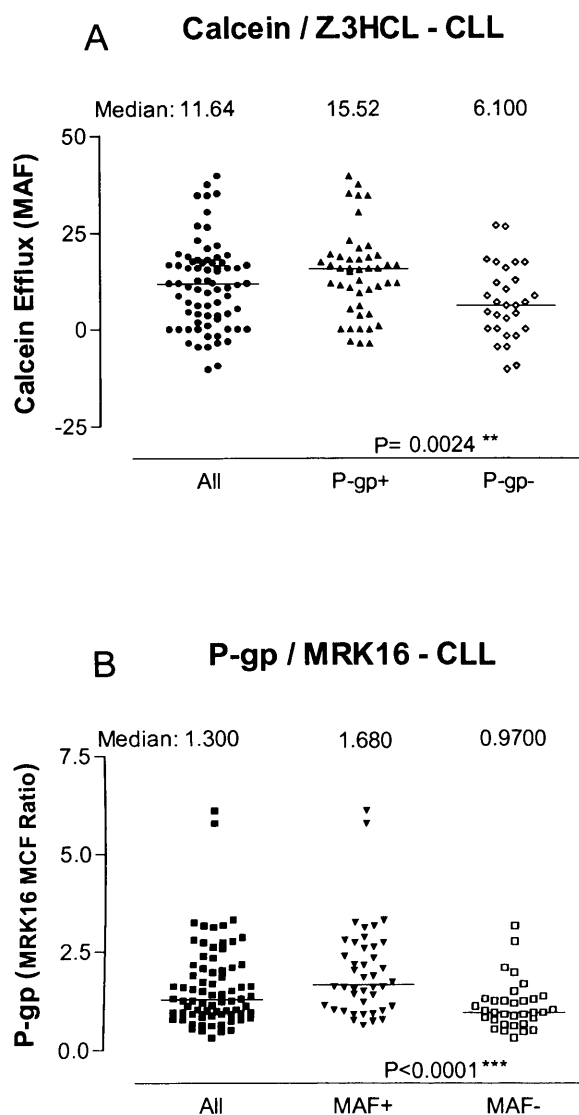 A
Calcein / Z.3HCL - CLL
Median: 11.64 15.52 6.100
Calcein Efflux (MAF)
50
25
0
-25
P= 0.0024 **
All P-gp+ P-gp-
B
P-gp / MRK16 - CLL
Median: 1.300 1.680 0.9700
P-gp (MRK16 MCF Ratio)
7.5
5.0
2.5
0.0
P<0.0001 ***
All MAF+ MAF-